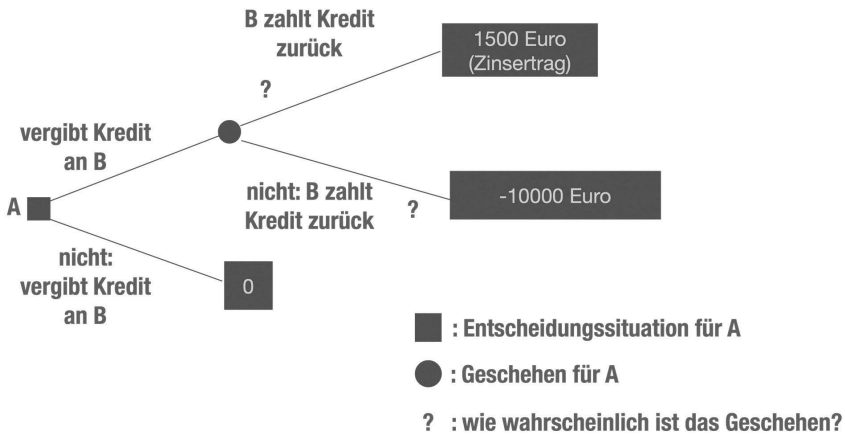 B zahlt Kredit
zurück
1500 Euro
(Zinsertrag)
?
vergibt Kredit
an B
A
nicht: B zahlt
Kredit zurück
?
-10000 Euro
nicht:
vergibt Kredit
an B
0
: Entscheidungssituation für A
: Geschehen für A
? : wie wahrscheinlich ist das Geschehen?